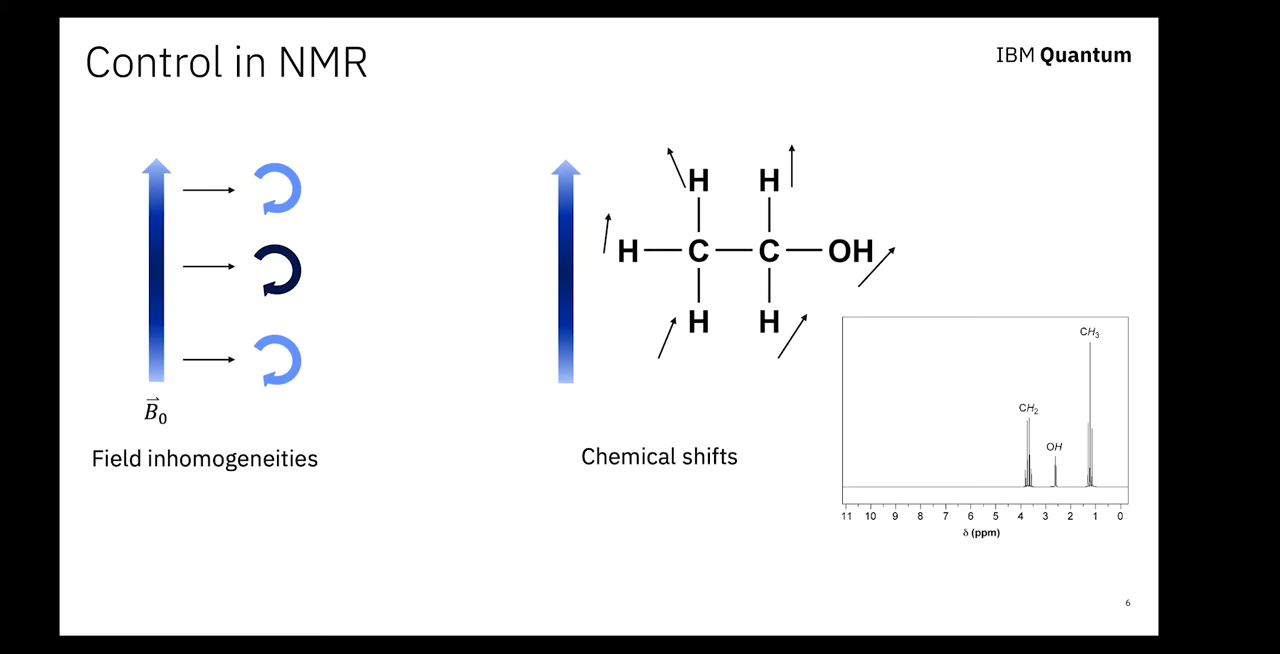 Control in NMR
IBM Quantum
B⃗₀
Field inhomogeneities
H H
H C C OH
H H
Chemical shifts
CH₃
CH₂
OH
11 10 9 8 7 6 5 4 3 2 1 0
δ (ppm)
6